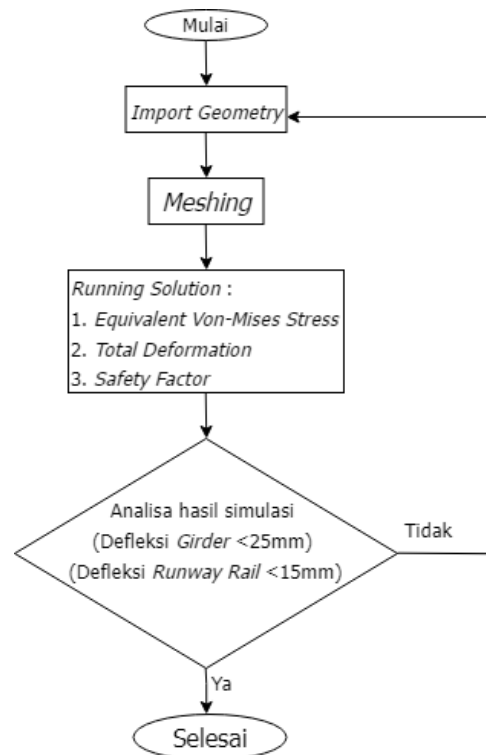 Mulai
Import Geometry
Meshing
Running Solution :
1. Equivalent Von-Mises Stress
2. Total Deformation
3. Safety Factor
Analisa hasil simulasi
(Defleksi Girder <25mm)
(Defleksi Runway Rail <15mm)
Tidak
Ya
Selesai